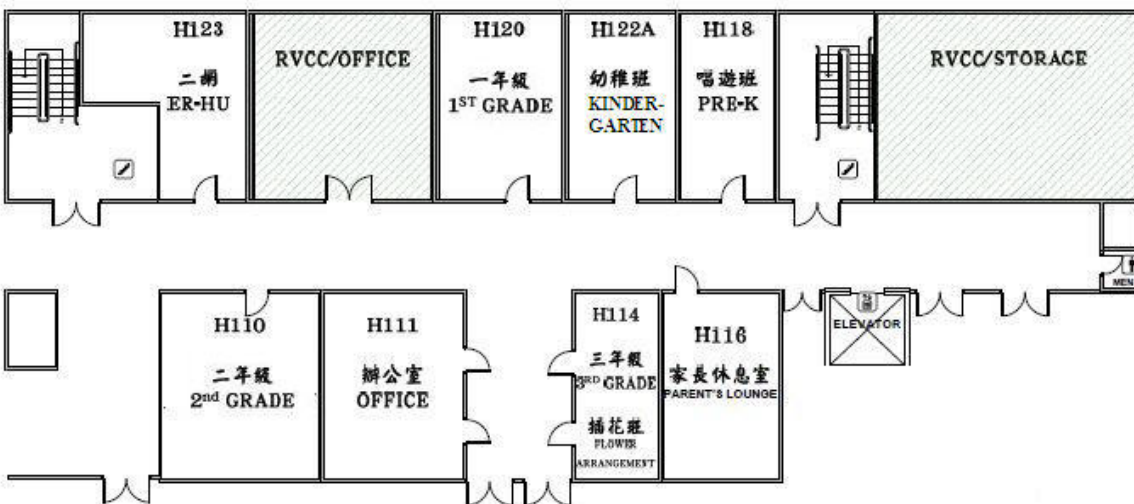 H123
二胡
ER-HU
RVCC/OFFICE
H120
一年級
1ST GRADE
H122A
幼稚班
KINDER-
GARTEN
H118
唱遊班
PRE-K
RVCC/STORAGE
MEN
H110
二年級
2nd GRADE
H111
辦公室
OFFICE
H114
三年級
3RD GRADE
插花班
FLOWER
ARRANGEMENT
H116
家長休息室
PARENT'S LOUNGE
ELEVATOR